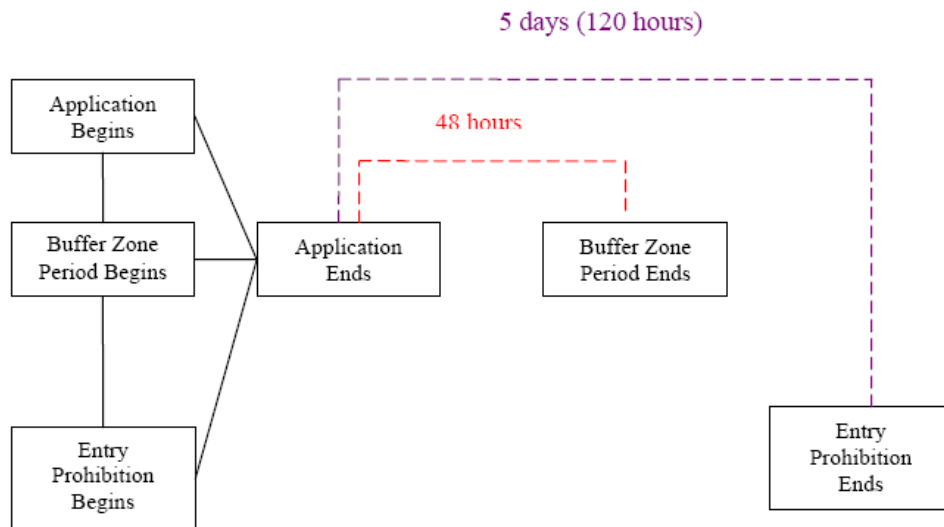 5 days (120 hours)
Application
Begins
48 hours
Buffer Zone
Period Begins
Application
Ends
Buffer Zone
Period Ends
Entry
Prohibition
Begins
Entry
Prohibition
Ends